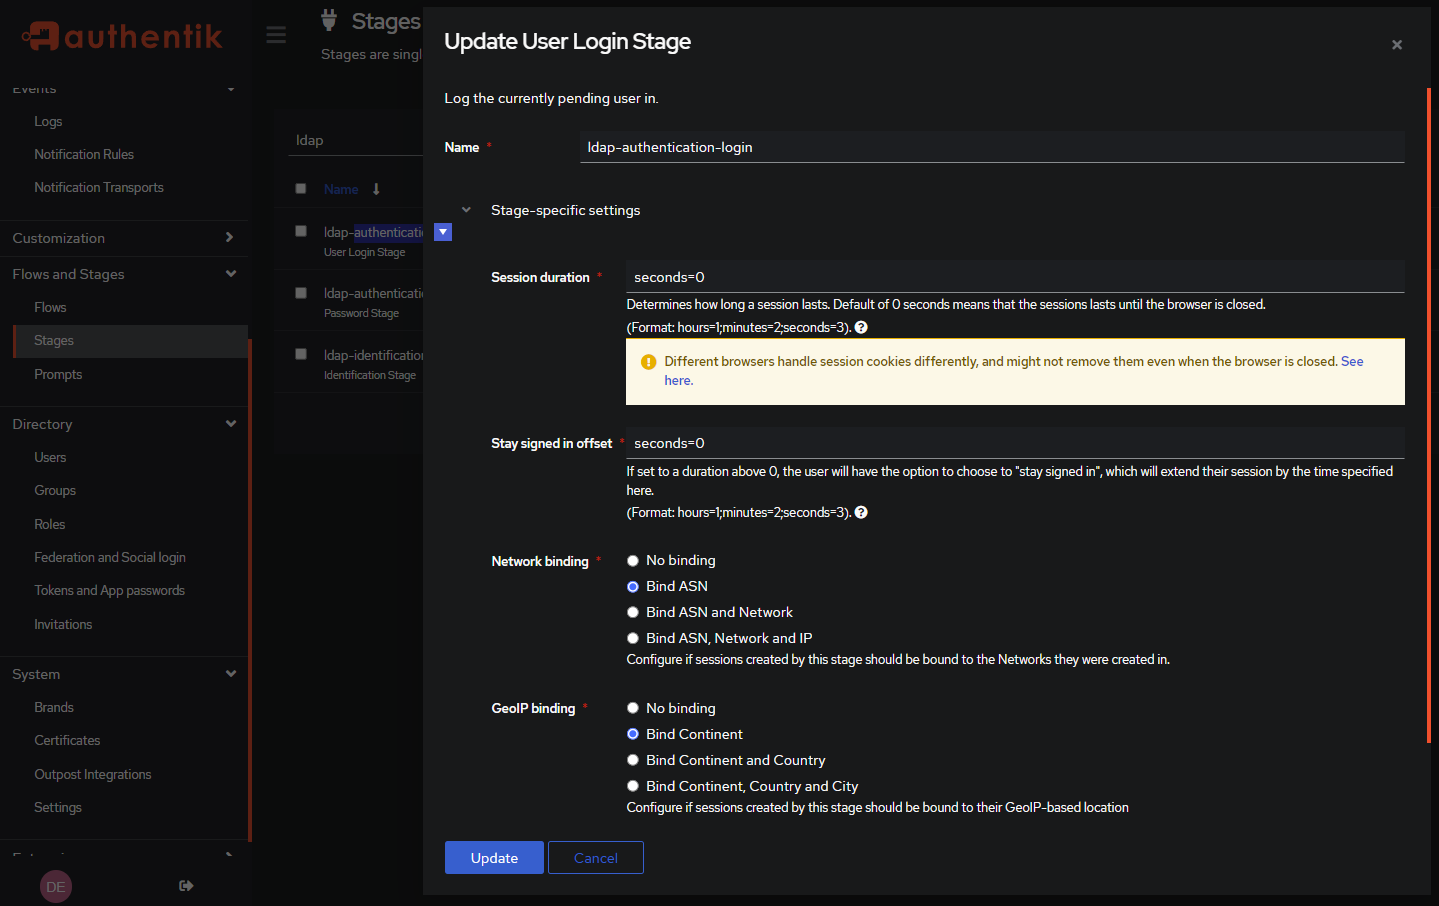 authentik
Events
Logs
Notification Rules
Notification Transports
Customization
Flows and Stages
Flows
Stages
Prompts
Directory
Users
Groups
Roles
Federation and Social login
Tokens and App passwords
Invitations
System
Brands
Certificates
Outpost Integrations
Settings
DE
Stages
Stages are singl
ldap
Name
ldap-authenticatio
User Login Stage
ldap-authenticatio
Password Stage
ldap-identification
Identification Stage
Update User Login Stage
Log the currently pending user in.
Name *
ldap-authentication-login
Stage-specific settings
Session duration *
seconds=0
Determines how long a session lasts. Default of 0 seconds means that the sessions lasts until the browser is closed.
(Format: hours=1;minutes=2;seconds=3).
Different browsers handle session cookies differently, and might not remove them even when the browser is closed. See
here.
Stay signed in offset *
seconds=0
If set to a duration above 0, the user will have the option to choose to "stay signed in", which will extend their session by the time specified
here.
(Format: hours=1;minutes=2;seconds=3).
Network binding *
No binding
Bind ASN
Bind ASN and Network
Bind ASN, Network and IP
Configure if sessions created by this stage should be bound to the Networks they were created in.
GeoIP binding *
No binding
Bind Continent
Bind Continent and Country
Bind Continent, Country and City
Configure if sessions created by this stage should be bound to their GeoIP-based location
Update
Cancel